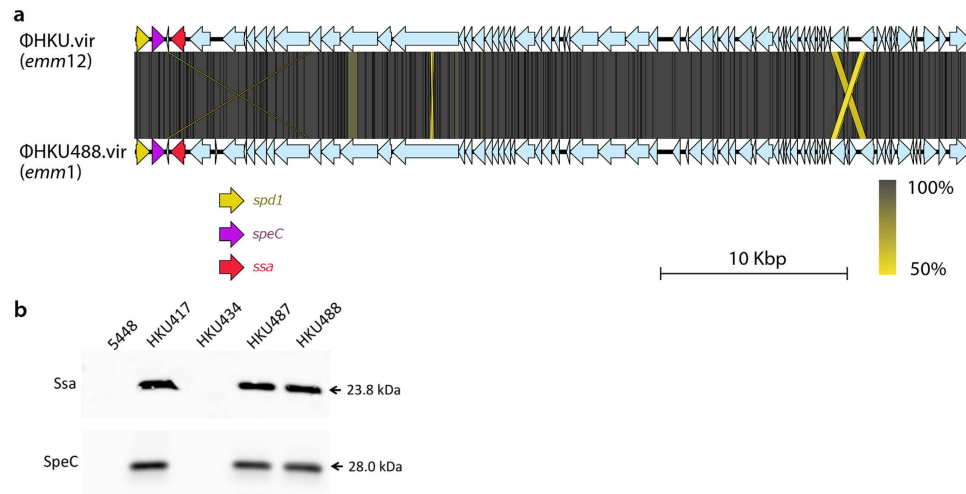 a
ΦHKU.vir
(emm12)
ΦHKU488.vir
(emm1)
spd1
speC
ssa
10 Kbp
100%
50%
b
5448 HKU417 HKU434 HKU487 HKU488
Ssa
← 23.8 kDa
SpeC
← 28.0 kDa